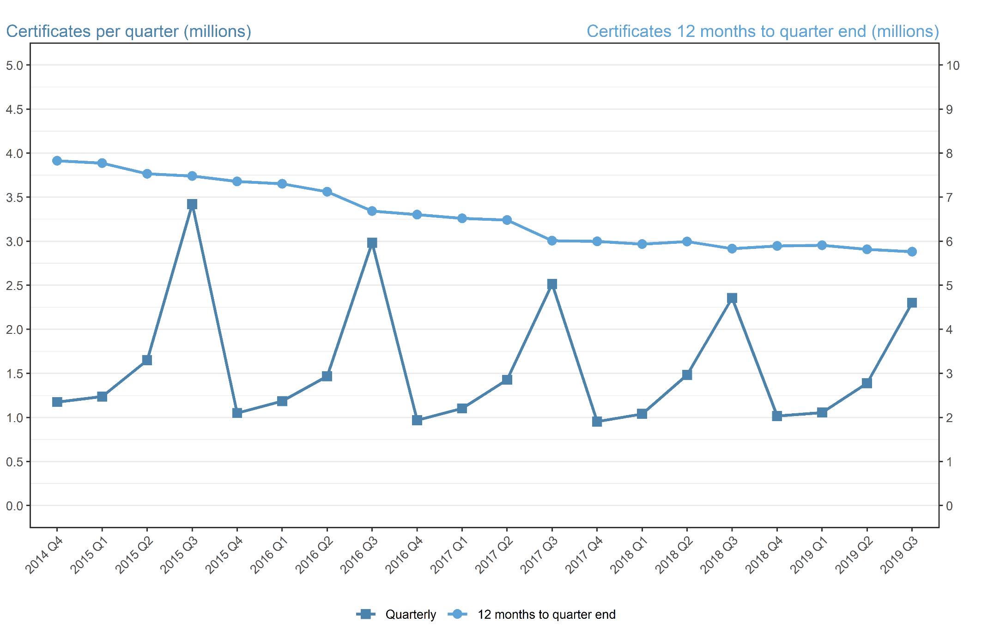 Certificates per quarter (millions)
Certificates 12 months to quarter end (millions)
5.0
4.5
4.0
3.5
3.0
2.5
2.0
1.5
1.0
0.5
0.0
10
9
8
7
6
5
4
3
2
1
0
2014 Q4
2015 Q1
2015 Q2
2015 Q3
2015 Q4
2016 Q1
2016 Q2
2016 Q3
2016 Q4
2017 Q1
2017 Q2
2017 Q3
2017 Q4
2018 Q1
2018 Q2
2018 Q3
2018 Q4
2019 Q1
2019 Q2
2019 Q3
Quarterly
12 months to quarter end